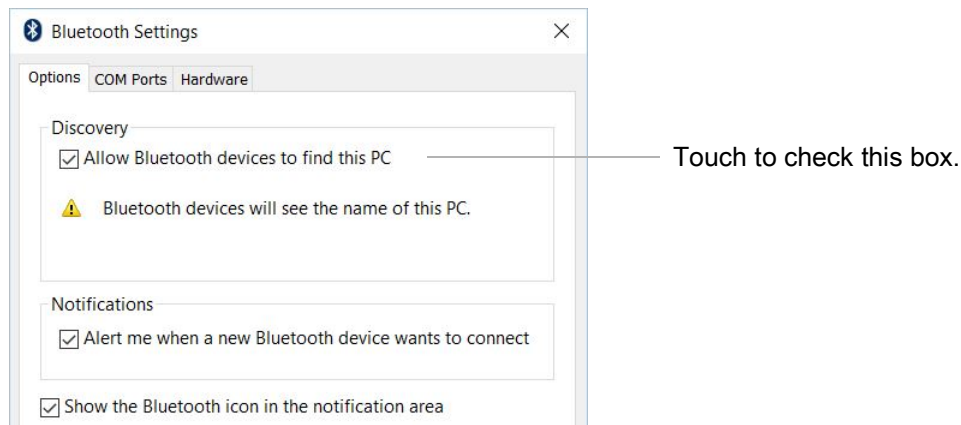 Bluetooth Settings
Options COM Ports Hardware
Discovery
Allow Bluetooth devices to find this PC
Touch to check this box.
Bluetooth devices will see the name of this PC.
Notifications
Alert me when a new Bluetooth device wants to connect
Show the Bluetooth icon in the notification area